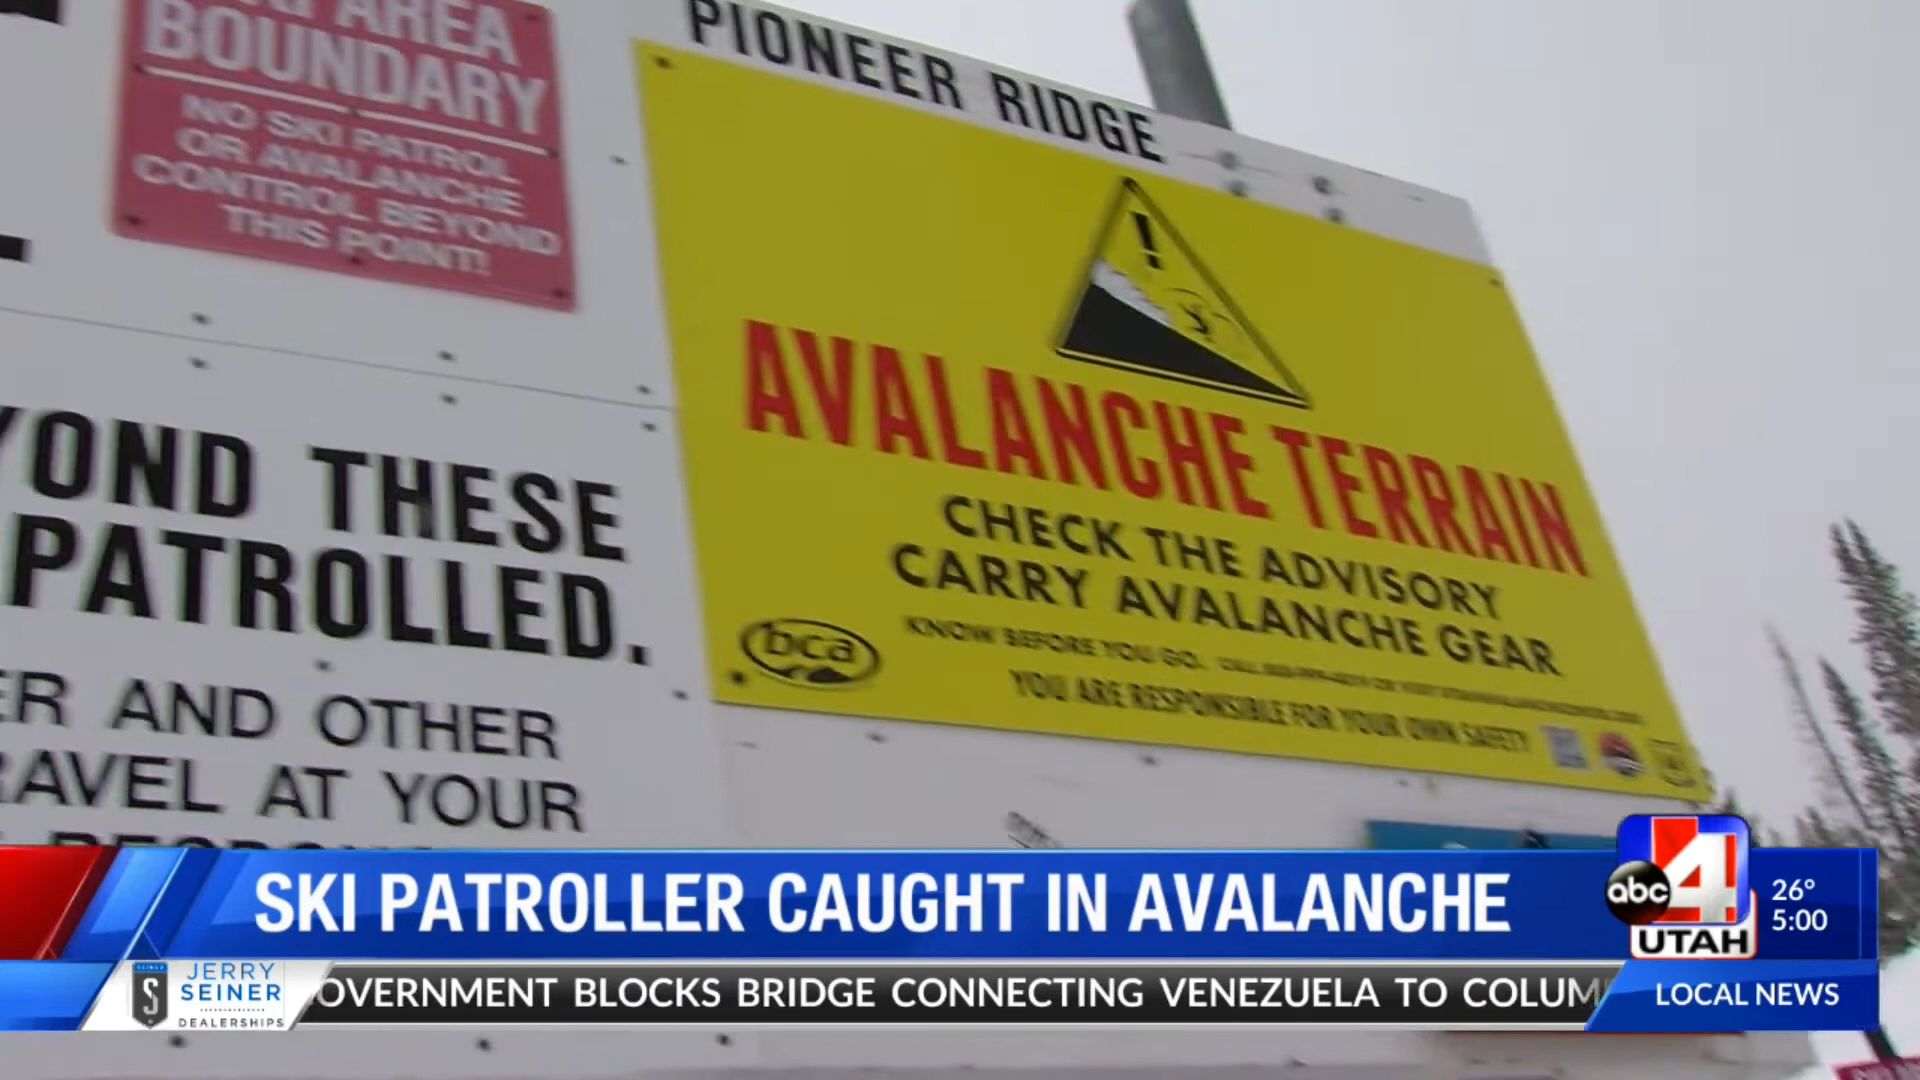 AREA
BOUNDARY
NO SKI PATROL
OR AVALANCHE
CONTROL BEYOND
THIS POINT!
YOND THESE
PATROLLED.
ER AND OTHER
RAVEL AT YOUR
PIONEER RIDGE
!
AVALANCHE TERRAIN
CHECK THE ADVISORY
CARRY AVALANCHE GEAR
KNOW BEFORE YOU GO.
YOU ARE RESPONSIBLE FOR YOUR OWN SAFETY
bca
SKI PATROLLER CAUGHT IN AVALANCHE
abc 4
UTAH
26°
5:00
S
JERRY
SEINER
DEALERSHIPS
OVERNMENT BLOCKS BRIDGE CONNECTING VENEZUELA TO COLUM
LOCAL NEWS